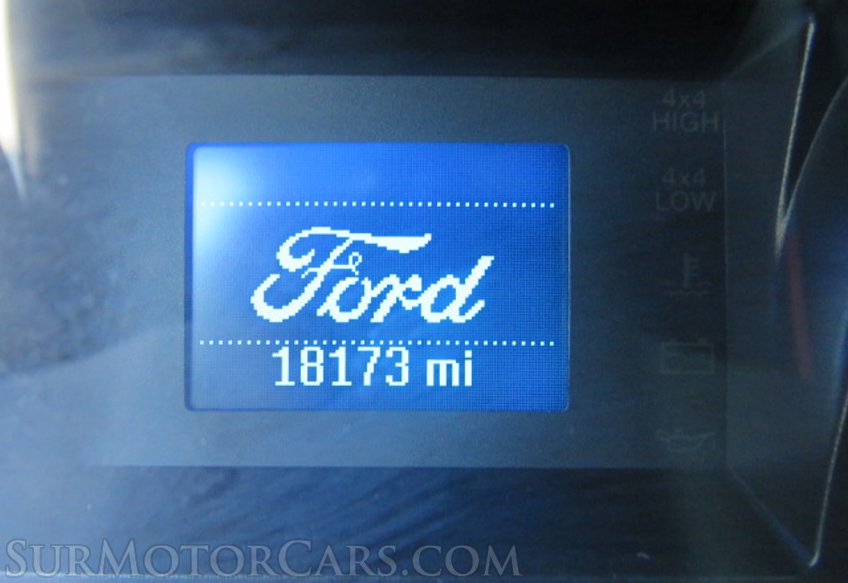 4x4
HIGH
4x4
LOW
Ford
18173 mi
SURMOTORCARS.COM